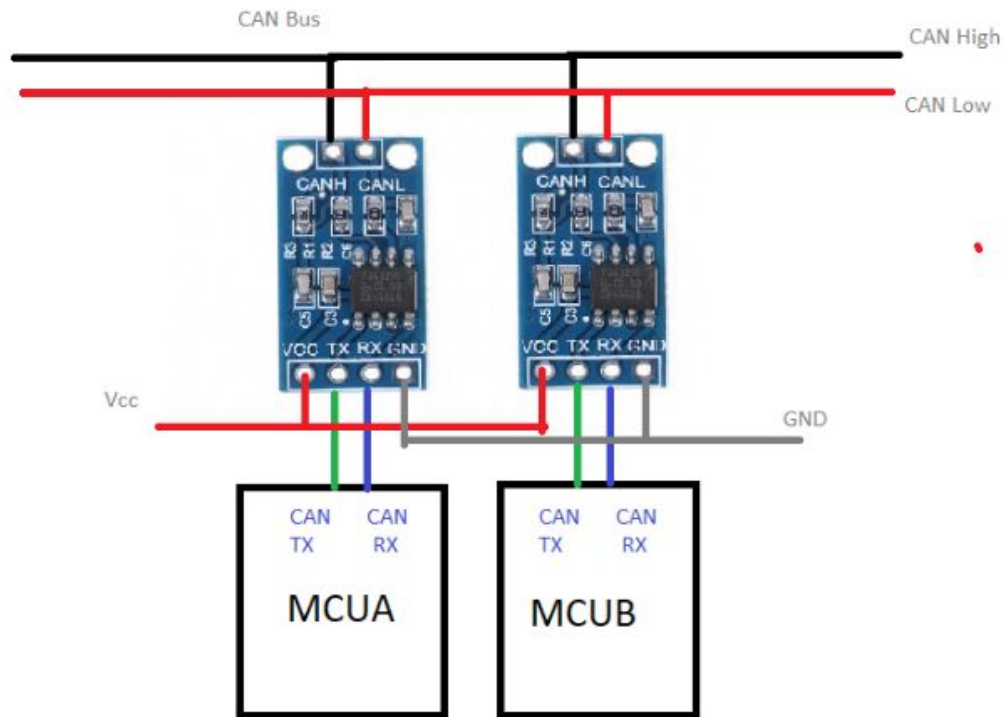 CAN Bus
CAN High
CAN Low
CANH CANL
CANH CANL
R3 R1 R2 C6
R3 R1 R2 C6
C5 C3
C5 C3
VCC TX RX GND
VCC TX RX GND
Vcc
GND
CAN TX
CAN RX
CAN TX
CAN RX
MCUA
MCUB